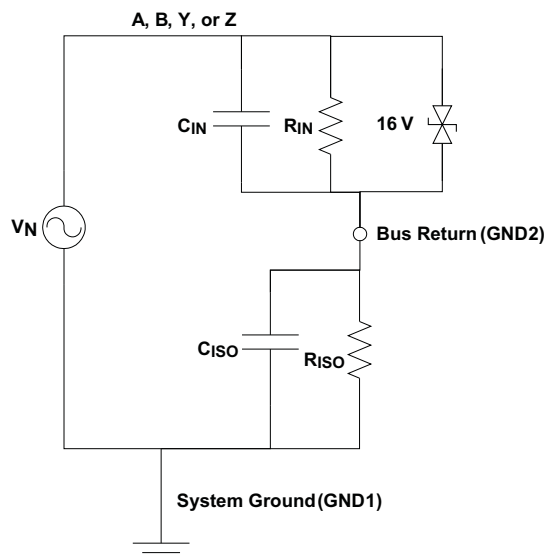 A, B, Y, or Z
CIN
RIN
16 V
VN
Bus Return (GND2)
CISO
RISO
System Ground (GND1)